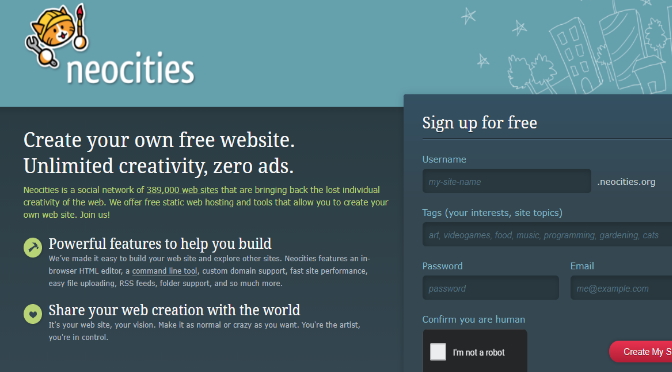 neocities
Create your own free website.
Unlimited creativity, zero ads.
Neocities is a social network of 389,000 web sites that are bringing back the lost individual
creativity of the web. We offer free static web hosting and tools that allow you to create your
own web site. Join us!
Powerful features to help you build
We've made it easy to build your web site and explore other sites. Neocities features an in-
browser HTML editor, a command line tool, custom domain support, fast site performance,
easy file uploading, RSS feeds, folder support, and so much more.
Share your web creation with the world
It's your web site, your vision. Make it as normal or crazy as you want. You're the artist,
you're in control.
Sign up for free
Username
my-site-name .neocities.org
Tags (your interests, site topics)
art, videogames, food, music, programming, gardening, cats
Password Email
password me@example.com
Confirm you are human
I'm not a robot
Create My S